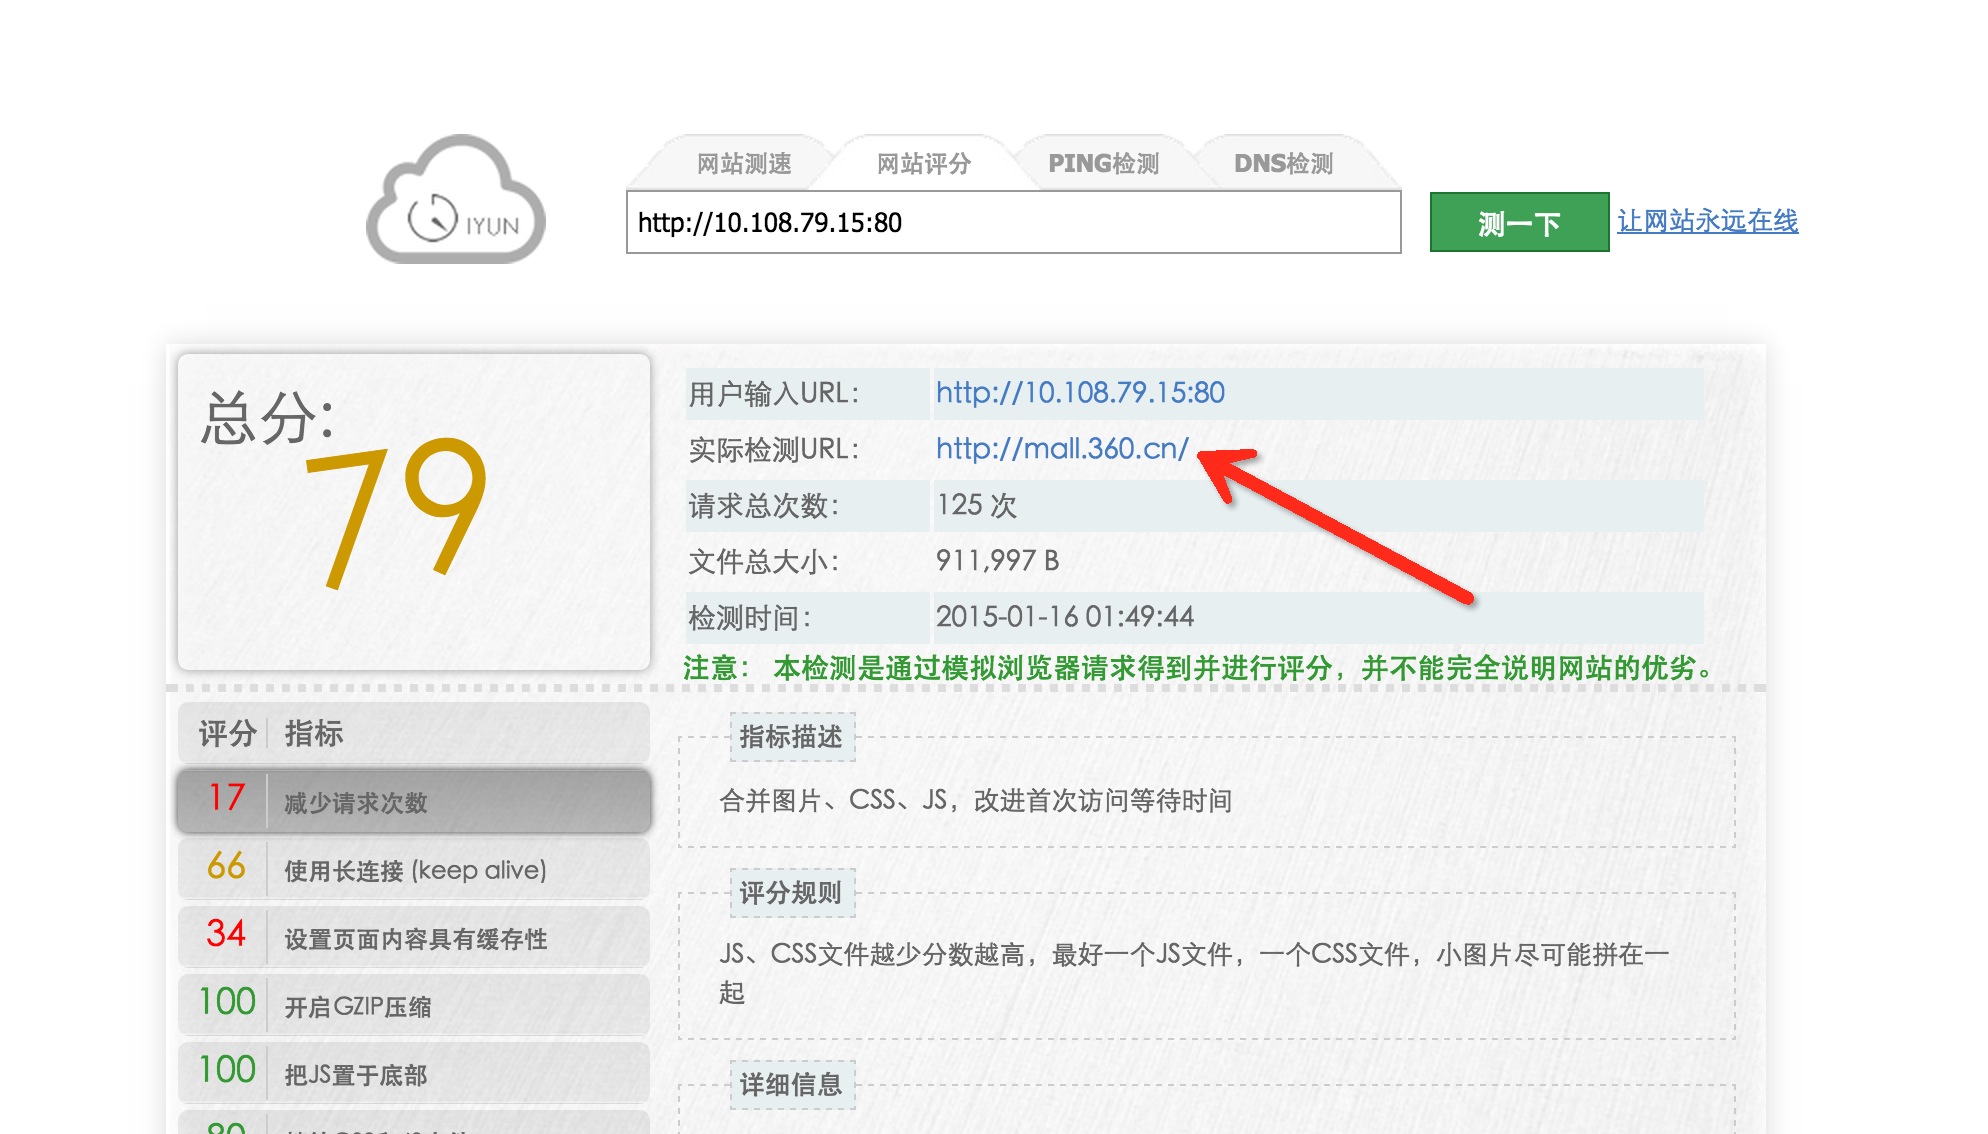 IYUN
网站测速
网站评分
PING检测
DNS检测
http://10.108.79.15:80
测一下
让网站永远在线
总分:
79
用户输入URL: http://10.108.79.15:80
实际检测URL: http://mall.360.cn/
请求总次数: 125 次
文件总大小: 911,997 B
检测时间: 2015-01-16 01:49:44
注意： 本检测是通过模拟浏览器请求得到并进行评分，并不能完全说明网站的优劣。
评分 指标
17 减少请求次数
66 使用长连接 (keep alive)
34 设置页面内容具有缓存性
100 开启GZIP压缩
100 把JS置于底部
指标描述
合并图片、CSS、JS，改进首次访问等待时间
评分规则
JS、CSS文件越少分数越高，最好一个JS文件，一个CSS文件，小图片尽可能拼在一
起
详细信息